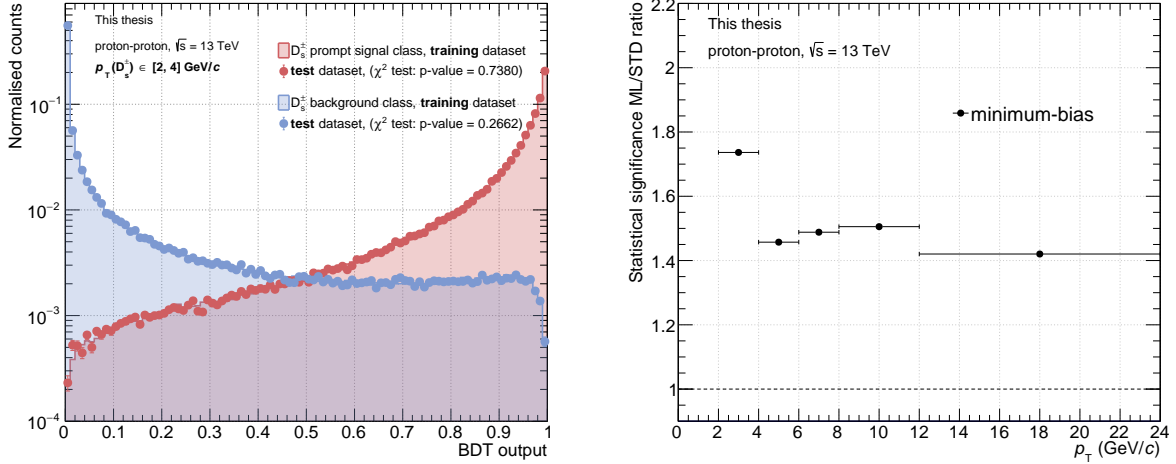 This thesis
proton-proton, √s = 13 TeV
p_T(D_s^±) ∈ [2, 4] GeV/c
D_s^± prompt signal class, training dataset
test dataset, (χ² test: p-value = 0.7380)
D_s^± background class, training dataset
test dataset, (χ² test: p-value = 0.2662)
Normalised counts
10⁻¹
10⁻²
10⁻³
10⁻⁴
0 0.1 0.2 0.3 0.4 0.5 0.6 0.7 0.8 0.9 1
BDT output
This thesis
proton-proton, √s = 13 TeV
minimum-bias
Statistical significance ML/STD ratio
2
1.8
1.6
1.4
1.2
1
0 2 4 6 8 10 12 14 16 18 20 22 24
p_T (GeV/c)